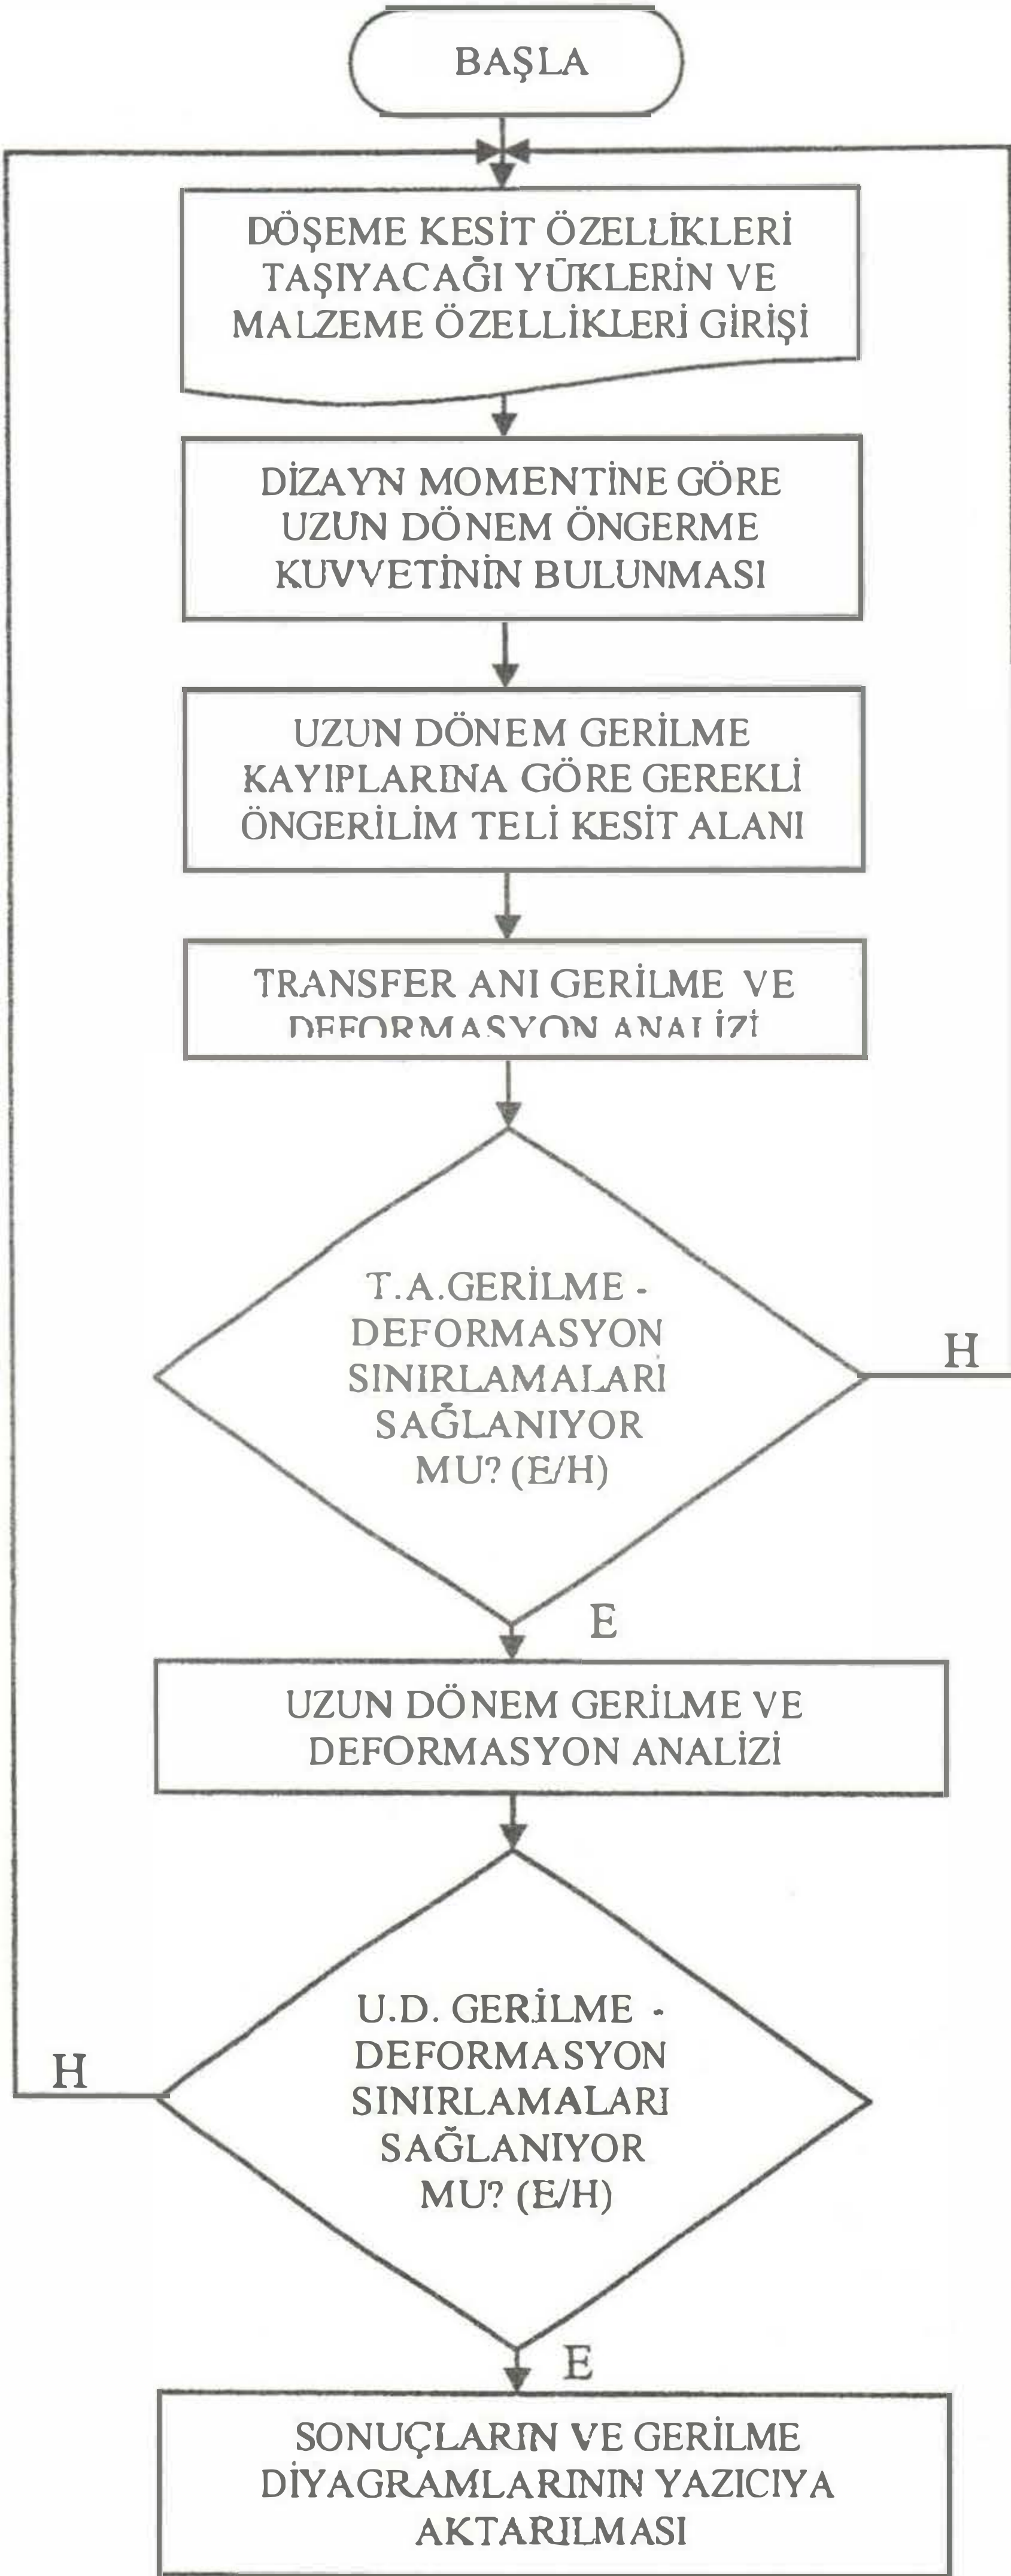 BAŞLA
DÖŞEME KESİT ÖZELLİKLERİ
TAŞIYACAĞI YÜKLERİN VE
MALZEME ÖZELLİKLERİ GİRİŞİ
DİZAYN MOMENTİNE GÖRE
UZUN DÖNEM ÖNGERME
KUVVETİNİN BULUNMASI
UZUN DÖNEM GERİLME
KAYIPLARINA GÖRE GEREKLİ
ÖNGERİLİM TELİ KESİT ALANI
TRANSFER ANI GERİLME VE
DEFORMASYON ANALİZİ
T.A.GERİLME -
DEFORMASYON
SINIRLAMALARI
SAĞLANIYOR
MU? (E/H)
H
E
UZUN DÖNEM GERİLME VE
DEFORMASYON ANALİZİ
U.D. GERİLME -
DEFORMASYON
SINIRLAMALARI
SAĞLANIYOR
MU? (E/H)
H
E
SONUÇLARIN VE GERİLME
DİYAGRAMLARININ YAZICIYA
AKTARILMASI